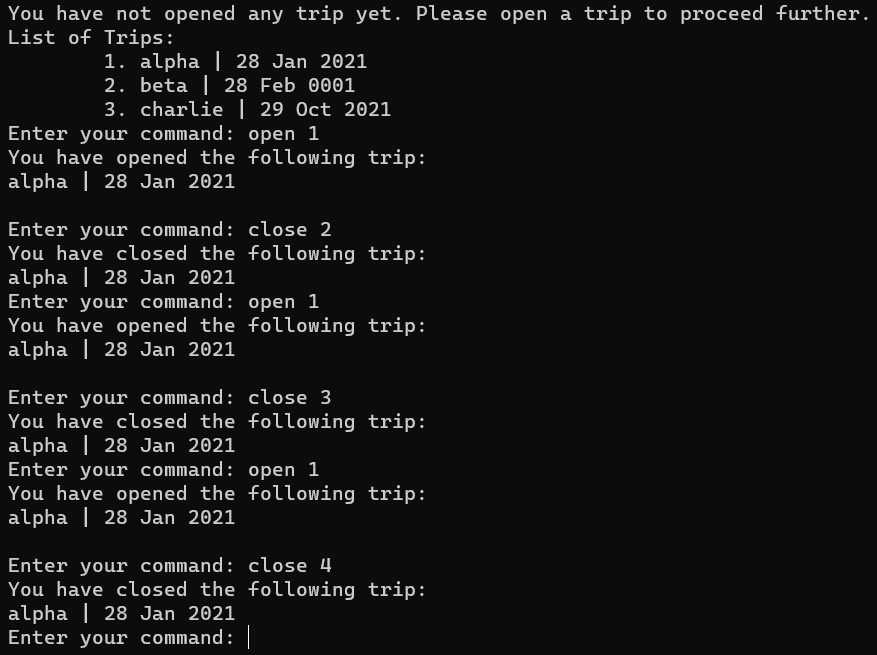 You have not opened any trip yet. Please open a trip to proceed further.
List of Trips:
        1. alpha | 28 Jan 2021
        2. beta | 28 Feb 0001
        3. charlie | 29 Oct 2021
Enter your command: open 1
You have opened the following trip:
alpha | 28 Jan 2021

Enter your command: close 2
You have closed the following trip:
alpha | 28 Jan 2021
Enter your command: open 1
You have opened the following trip:
alpha | 28 Jan 2021

Enter your command: close 3
You have closed the following trip:
alpha | 28 Jan 2021
Enter your command: open 1
You have opened the following trip:
alpha | 28 Jan 2021

Enter your command: close 4
You have closed the following trip:
alpha | 28 Jan 2021
Enter your command: